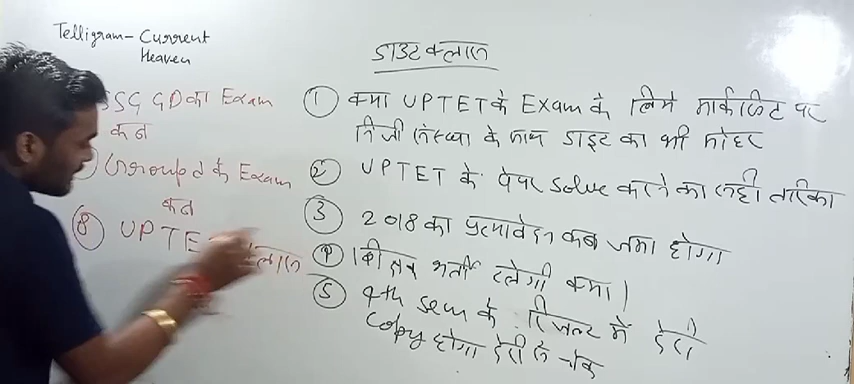 Telligram - Current
Heaven
डाउट क्लास
SSC GD का Exam
कब
Group d के Exam
कब
⑧ UPTE क्लास
① क्या UPTET के Exam के लिये मार्कशिट पर
निजी संस्था के साथ डाइट का भी मोहर
② UPTET के पेपर Solve करने का सही तरिका
③ 2018 का प्रत्यावेदन कब जमा होगा
④ शिक्षक भर्ती टलेगी क्या।
⑤ 4th sem के रिजल्ट में देरी
Copy होगा देरी से चेक